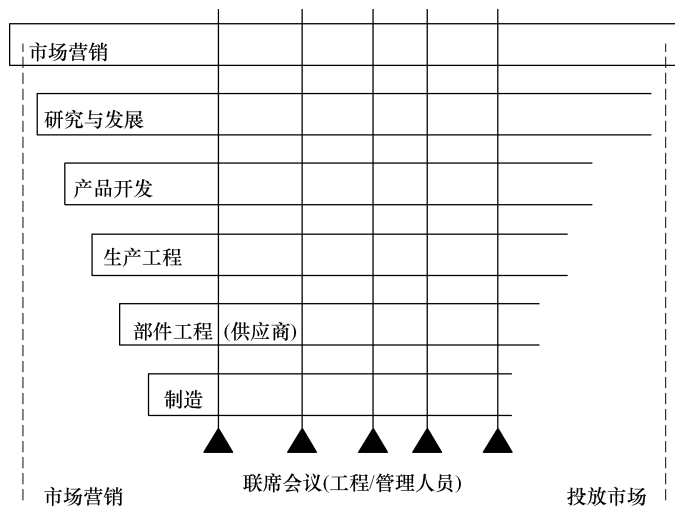 市场营销
研究与发展
产品开发
生产工程
部件工程 (供应商)
制造
联席会议(工程/管理人员)
市场营销
投放市场